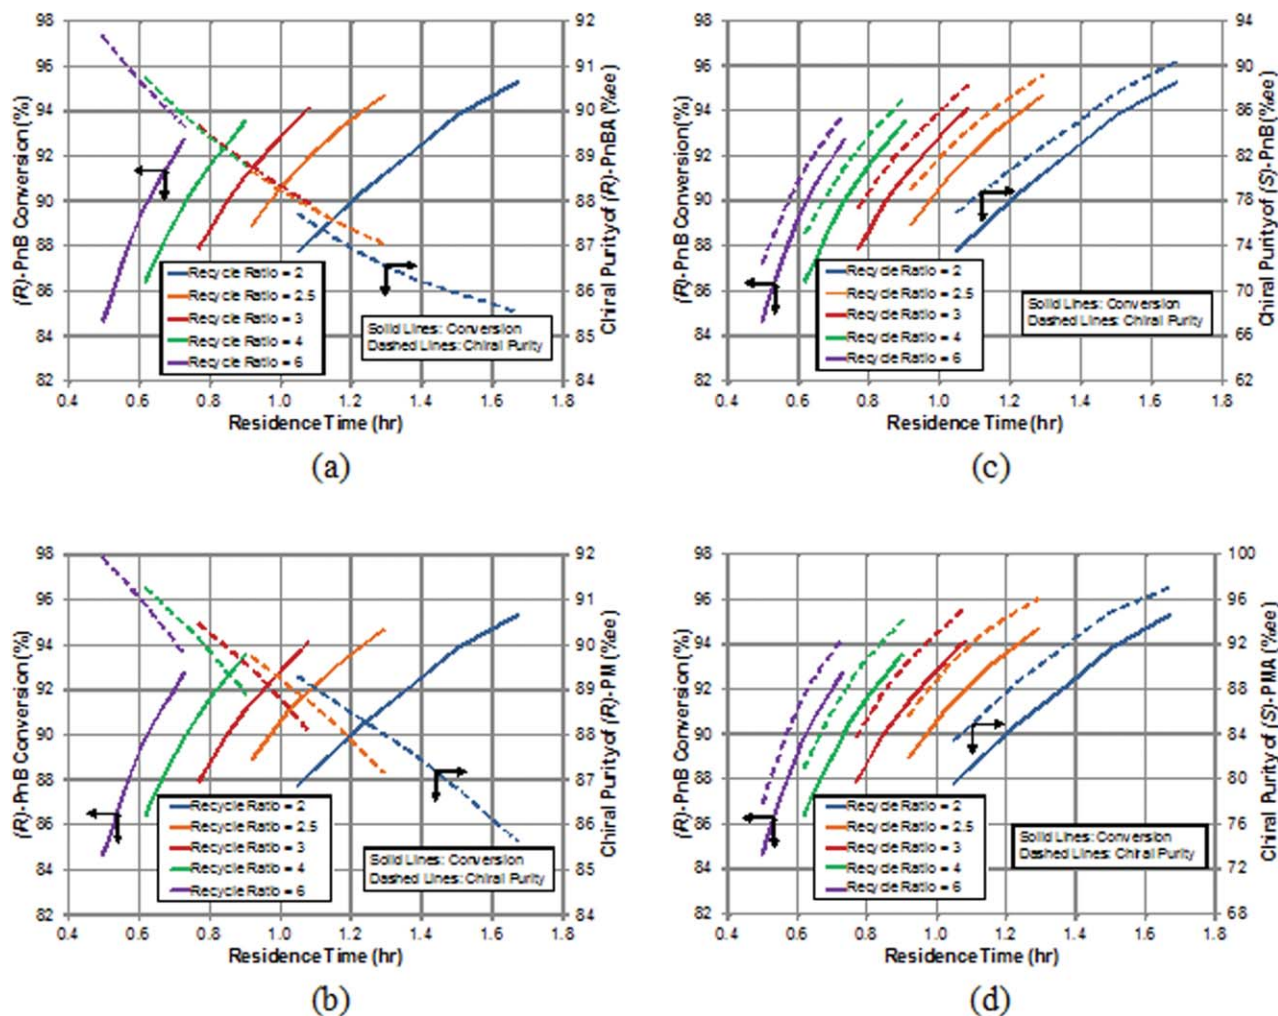 98
96
94
92
90
88
86
84
82
(R)-PnB Conversion(%)
92
91
90
89
88
87
86
85
84
Chiral Purity of (R)-PnBA (%ee)
Recycle Ratio = 2
Recycle Ratio = 2.5
Recycle Ratio = 3
Recycle Ratio = 4
Recycle Ratio = 6
Solid Lines: Conversion
Dashed Lines: Chiral Purity
0.4 0.6 0.8 1.0 1.2 1.4 1.6 1.8
Residence Time (hr)
(a)
98
96
94
92
90
88
86
84
82
(R)-PnB Conversion (%)
94
90
86
82
78
74
70
66
62
Chiral Purity of (S)-PnB (%ee)
Recycle Ratio = 2
Recycle Ratio = 2.5
Recycle Ratio = 3
Recycle Ratio = 4
Recycle Ratio = 6
Solid Lines: Conversion
Dashed Lines: Chiral Purity
0.4 0.6 0.8 1.0 1.2 1.4 1.6 1.8
Residence Time (hr)
(c)
98
96
94
92
90
88
86
84
82
(R)-PnB Conversion (%)
92
91
90
89
88
87
86
85
84
Chiral Purity of (R)-PM (%ee)
Recycle Ratio = 2
Recycle Ratio = 2.5
Recycle Ratio = 3
Recycle Ratio = 4
Recycle Ratio = 6
Solid Lines: Conversion
Dashed Lines: Chiral Purity
0.4 0.6 0.8 1.0 1.2 1.4 1.6 1.8
Residence Time (hr)
(b)
98
96
94
92
90
88
86
84
82
(R)-PnB Conversion (%)
100
96
92
88
84
80
76
72
68
Chiral Purity of (S)-PMA (%ee)
Recycle Ratio = 2
Recycle Ratio = 2.5
Recycle Ratio = 3
Recycle Ratio = 4
Recycle Ratio = 6
Solid Lines: Conversion
Dashed Lines: Chiral Purity
0.4 0.6 0.8 1.0 1.2 1.4 1.6 1.8
Residence Time (hr)
(d)